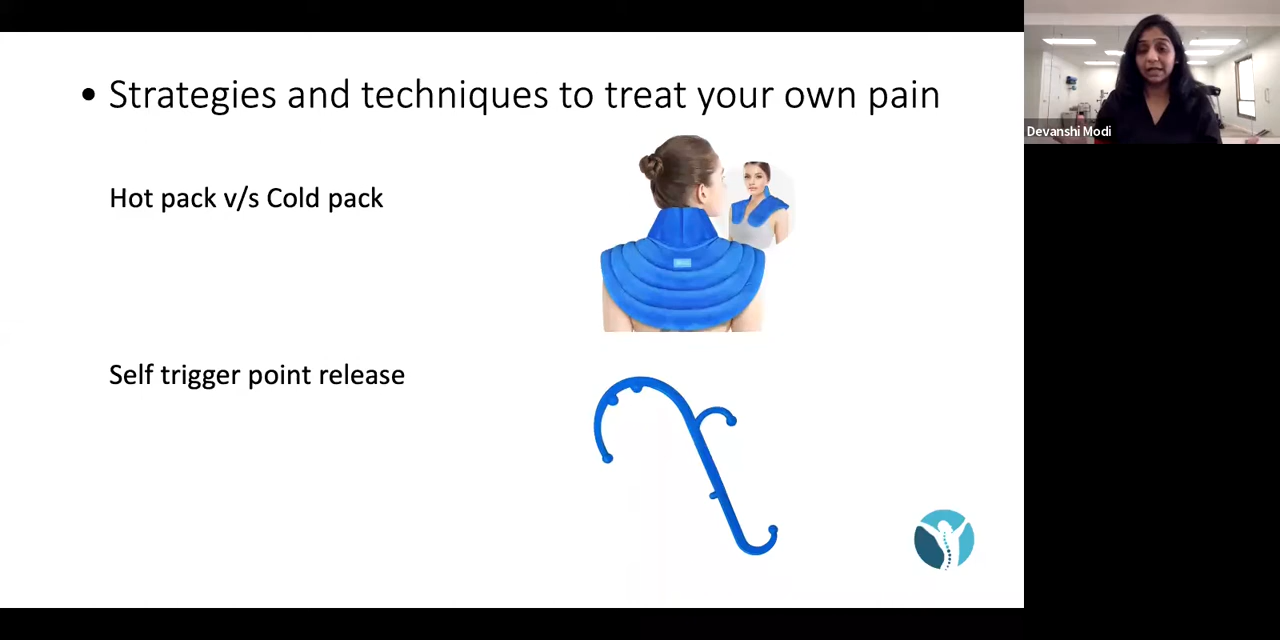 • Strategies and techniques to treat your own pain
Devanshi Modi
Hot pack v/s Cold pack
Self trigger point release